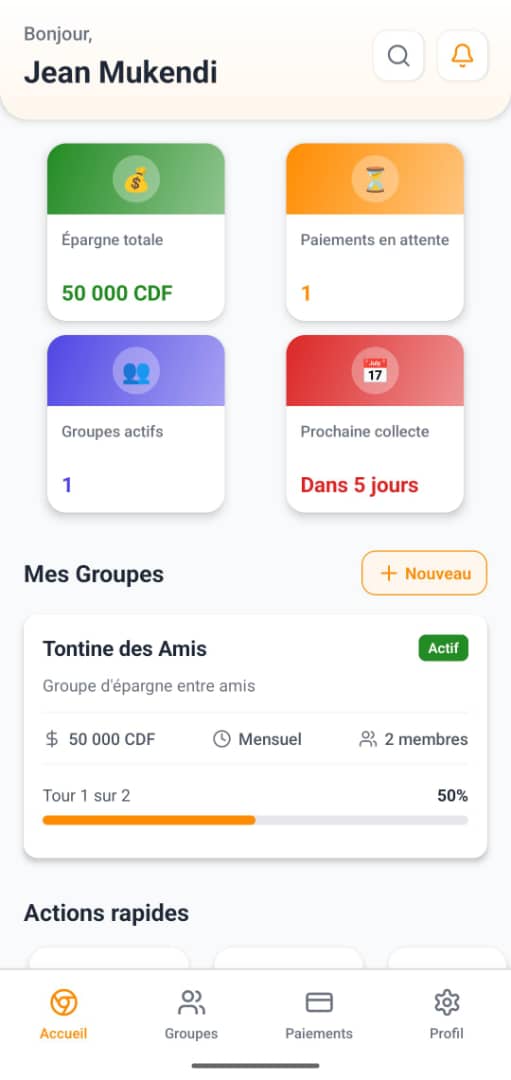 Bonjour,
Jean Mukendi
Épargne totale
50 000 CDF
Paiements en attente
1
Groupes actifs
1
July
17
Prochaine collecte
Dans 5 jours
Mes Groupes
Nouveau
Tontine des Amis
Actif
Groupe d'épargne entre amis
$ 50 000 CDF
Mensuel
2 membres
Tour 1 sur 2
50%
Actions rapides
Accueil
Groupes
Paiements
Profil